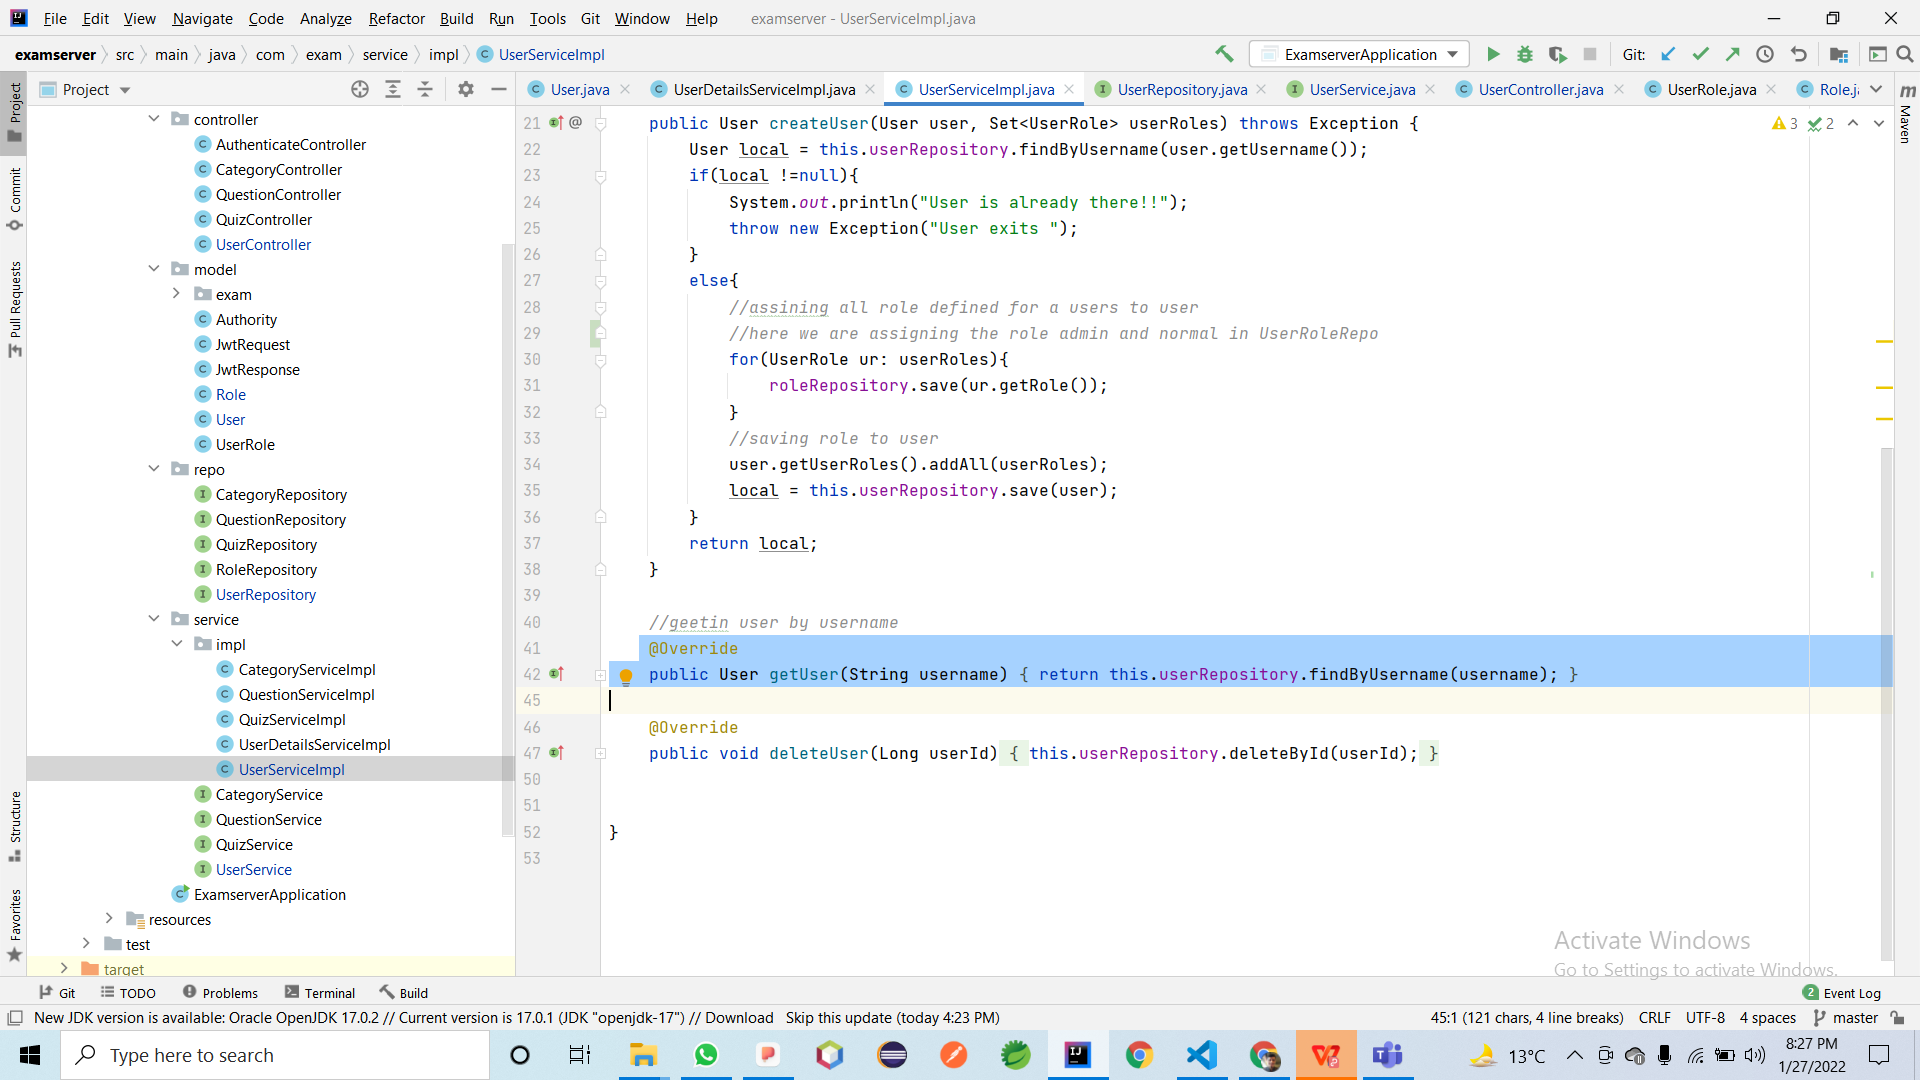 File Edit View Navigate Code Analyze Refactor Build Run Tools Git Window Help examserver - UserServiceImpl.java
examserver src main java com exam service impl UserServiceImpl ExamserverApplication Git:
Project User.java UserDetailsServiceImpl.java UserServiceImpl.java UserRepository.java UserService.java UserController.java UserRole.java Role.j
Project
Commit
Pull Requests
Structure
Favorites
Maven
controller
AuthenticateController
CategoryController
QuestionController
QuizController
UserController
model
exam
Authority
JwtRequest
JwtResponse
Role
User
UserRole
repo
CategoryRepository
QuestionRepository
QuizRepository
RoleRepository
UserRepository
service
impl
CategoryServiceImpl
QuestionServiceImpl
QuizServiceImpl
UserDetailsServiceImpl
UserServiceImpl
CategoryService
QuestionService
QuizService
UserService
ExamserverApplication
resources
test
target
3 2
21 @ public User createUser(User user, Set<UserRole> userRoles) throws Exception {
22 User local = this.userRepository.findByUsername(user.getUsername());
23 if(local !=null){
24 System.out.println("User is already there!!");
25 throw new Exception("User exits ");
26 }
27 else{
28 //assining all role defined for a users to user
29 //here we are assigning the role admin and normal in UserRoleRepo
30 for(UserRole ur: userRoles){
31 roleRepository.save(ur.getRole());
32 }
33 //saving role to user
34 user.getUserRoles().addAll(userRoles);
35 local = this.userRepository.save(user);
36 }
37 return local;
38 }
39
40 //geetin user by username
41 @Override
42 public User getUser(String username) { return this.userRepository.findByUsername(username); }
45
46 @Override
47 public void deleteUser(Long userId) { this.userRepository.deleteById(userId); }
50
51
52 }
53
Activate Windows
Go to Settings to activate Windows.
Git TODO Problems Terminal Build 2 Event Log
New JDK version is available: Oracle OpenJDK 17.0.2 // Current version is 17.0.1 (JDK "openjdk-17") // Download Skip this update (today 4:23 PM) 45:1 (121 chars, 4 line breaks) CRLF UTF-8 4 spaces master
Type here to search 13°C 8:27 PM
1/27/2022